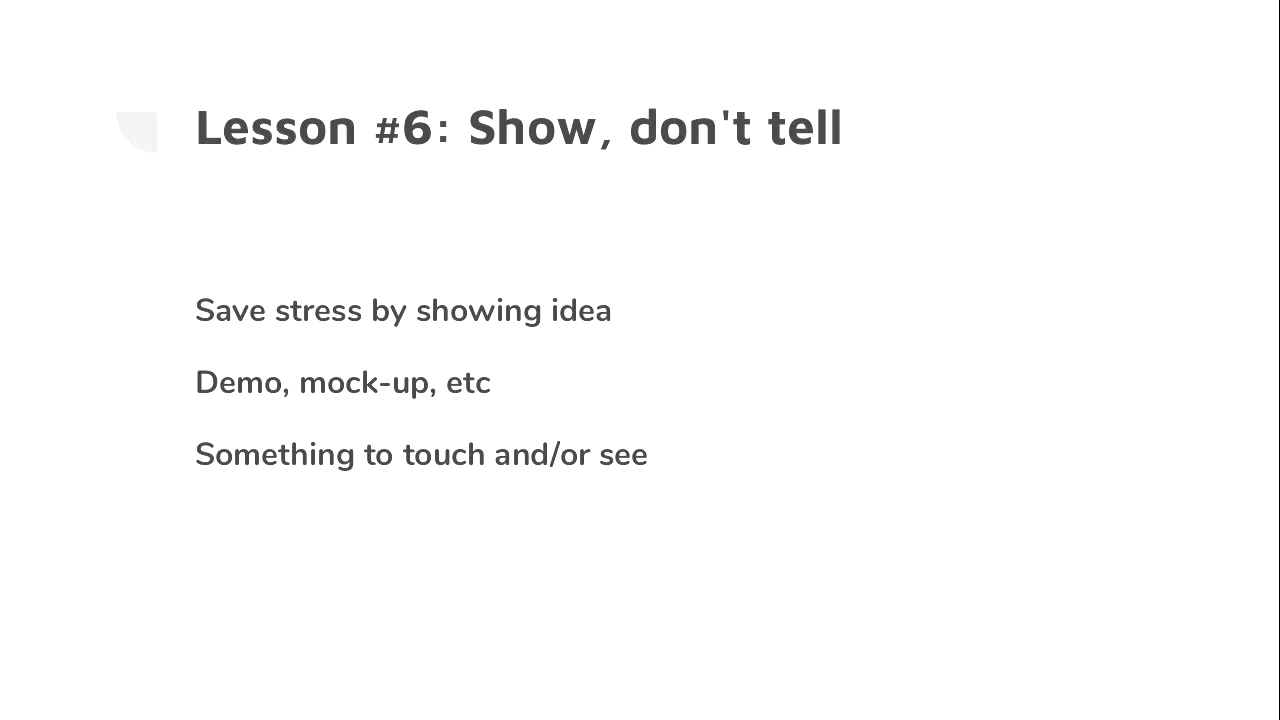 Lesson #6: Show, don't tell
Save stress by showing idea
Demo, mock-up, etc
Something to touch and/or see